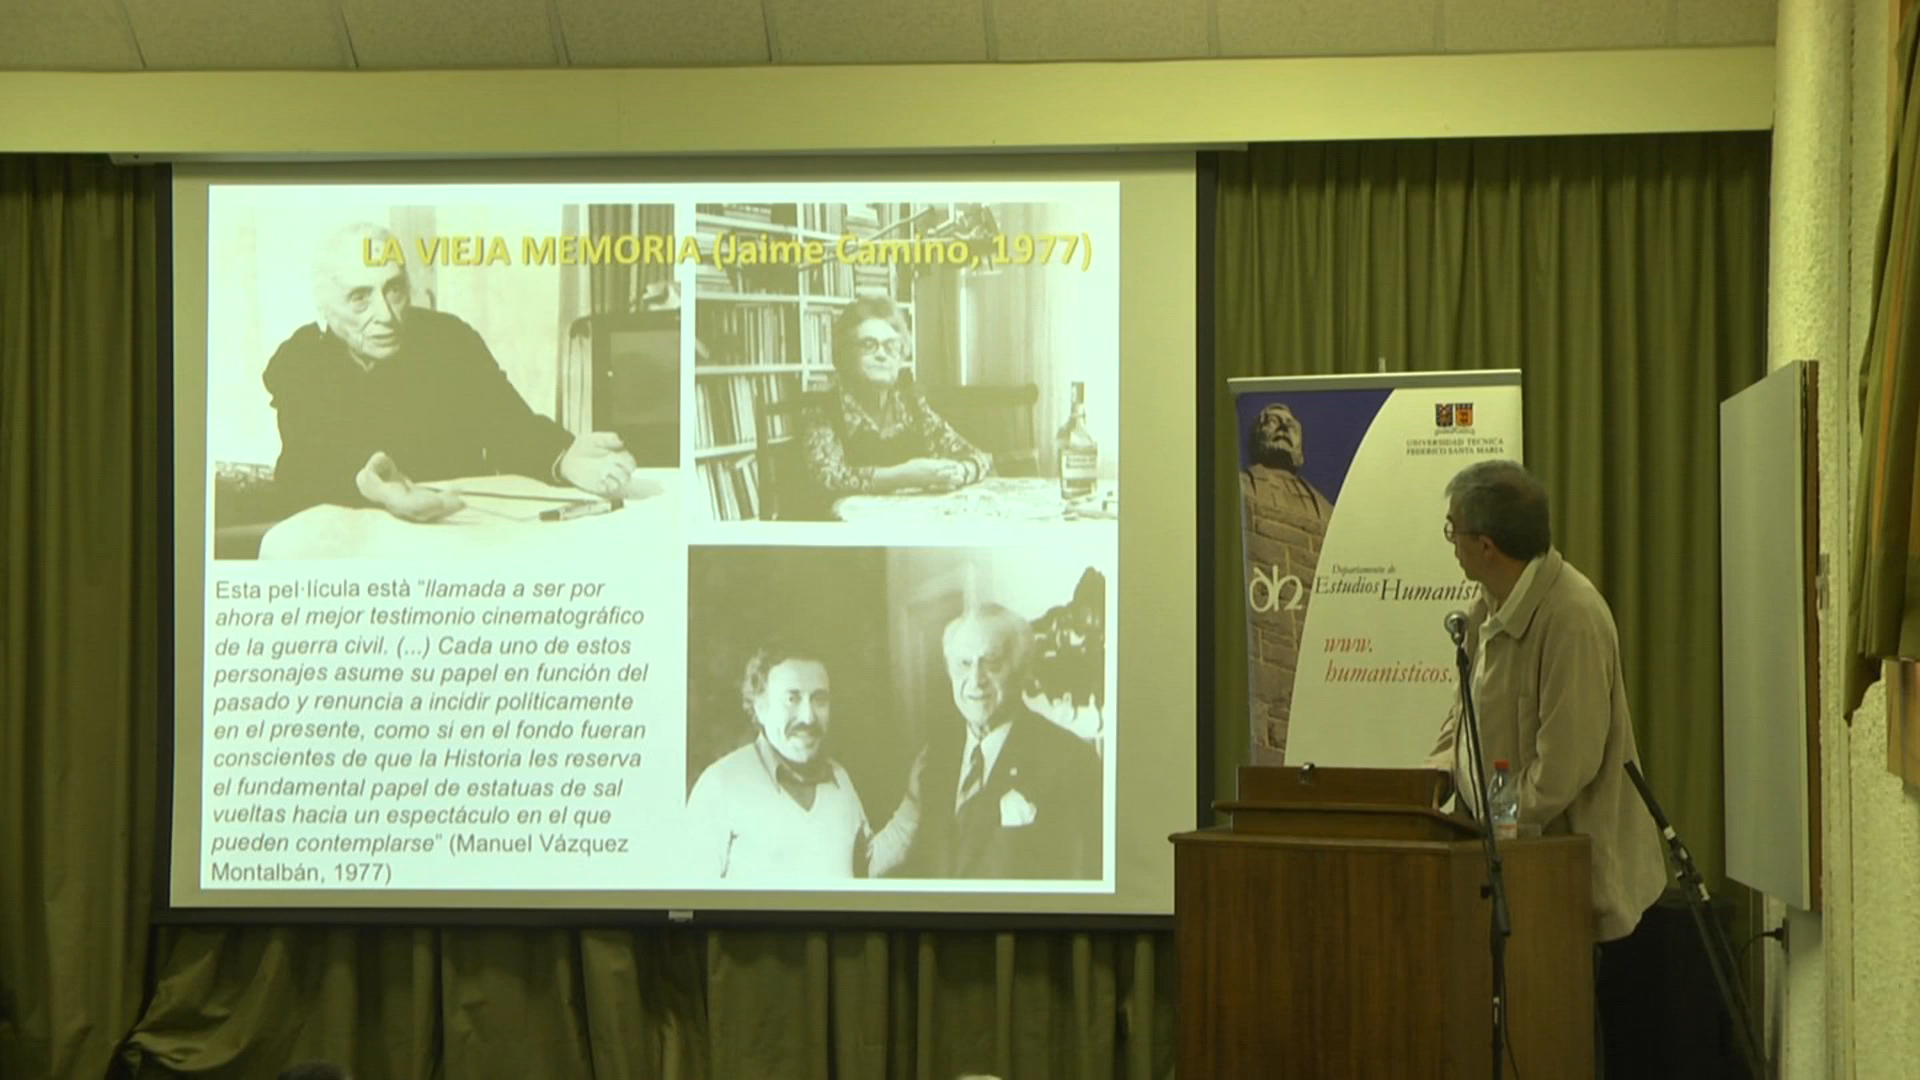 LA VIEJA MEMORIA (Jaime Camino, 1977)
Esta pel·lícula està "llamada a ser por
ahora el mejor testimonio cinematográfico
de la guerra civil. (...) Cada uno de estos
personajes asume su papel en función del
pasado y renuncia a incidir políticamente
en el presente, como si en el fondo fueran
conscientes de que la Historia les reserva
el fundamental papel de estatuas de sal
vueltas hacia un espectáculo en el que
pueden contemplarse" (Manuel Vázquez
Montalbán, 1977)
UNIVERSIDAD TECNICA
FEDERICO SANTA MARIA
Departamento de
Estudios Humaníst
www.
humanisticos.